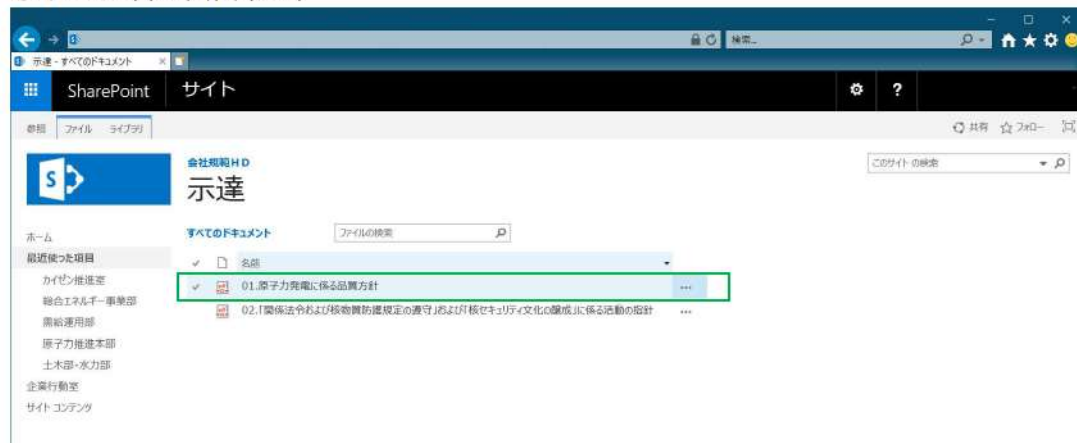 検索...
示達 - すべてのドキュメント
SharePoint サイト
?
参照 ファイル ライブラリ
共有 フォロー
会社規範HD
示達
このサイト の検索
すべてのドキュメント
ファイルの検索
ホーム
最近使った項目
カイゼン推進室
総合エネルギー事業部
需給運用部
原子力推進本部
土木部-水力部
企業行動室
サイト コンテンツ
名前
01.原子力発電に係る品質方針
...
02.「関係法令および核物質防護規定の遵守」および「核セキュリティ文化の醸成」に係る活動の指針
...